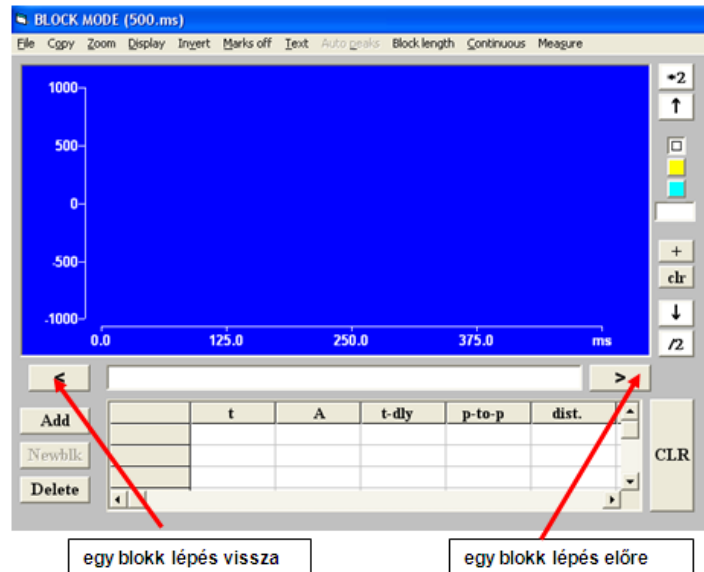 BLOCK MODE (500.ms)
File Copy Zoom Display Invert Marks off Text Auto peaks Block length Continuous Measure
1000
500
0
-500
-1000
0.0 125.0 250.0 375.0 ms
*2
↑
+
clr
↓
/2
< >
Add
Newblk
Delete
t A t-dly p-to-p dist.
CLR
egy blokk lépés vissza
egy blokk lépés előre